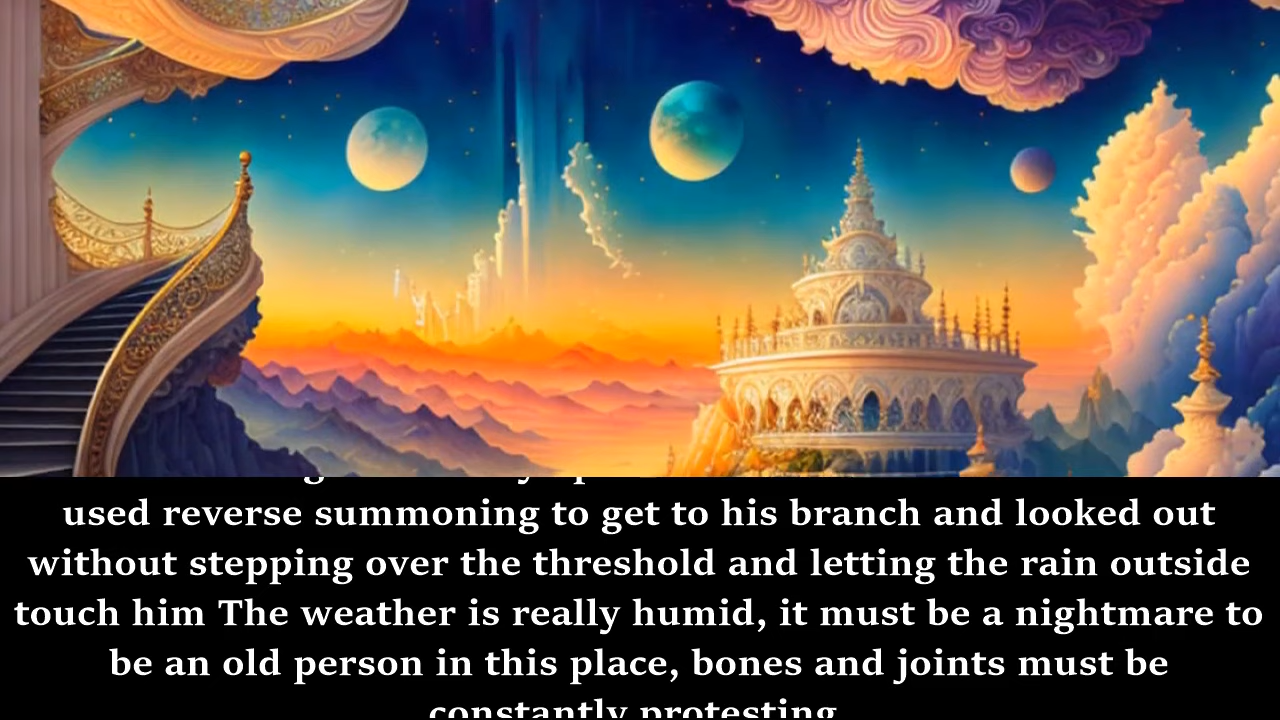 used reverse summoning to get to his branch and looked out
without stepping over the threshold and letting the rain outside
touch him The weather is really humid, it must be a nightmare to
be an old person in this place, bones and joints must be
constantly protesting